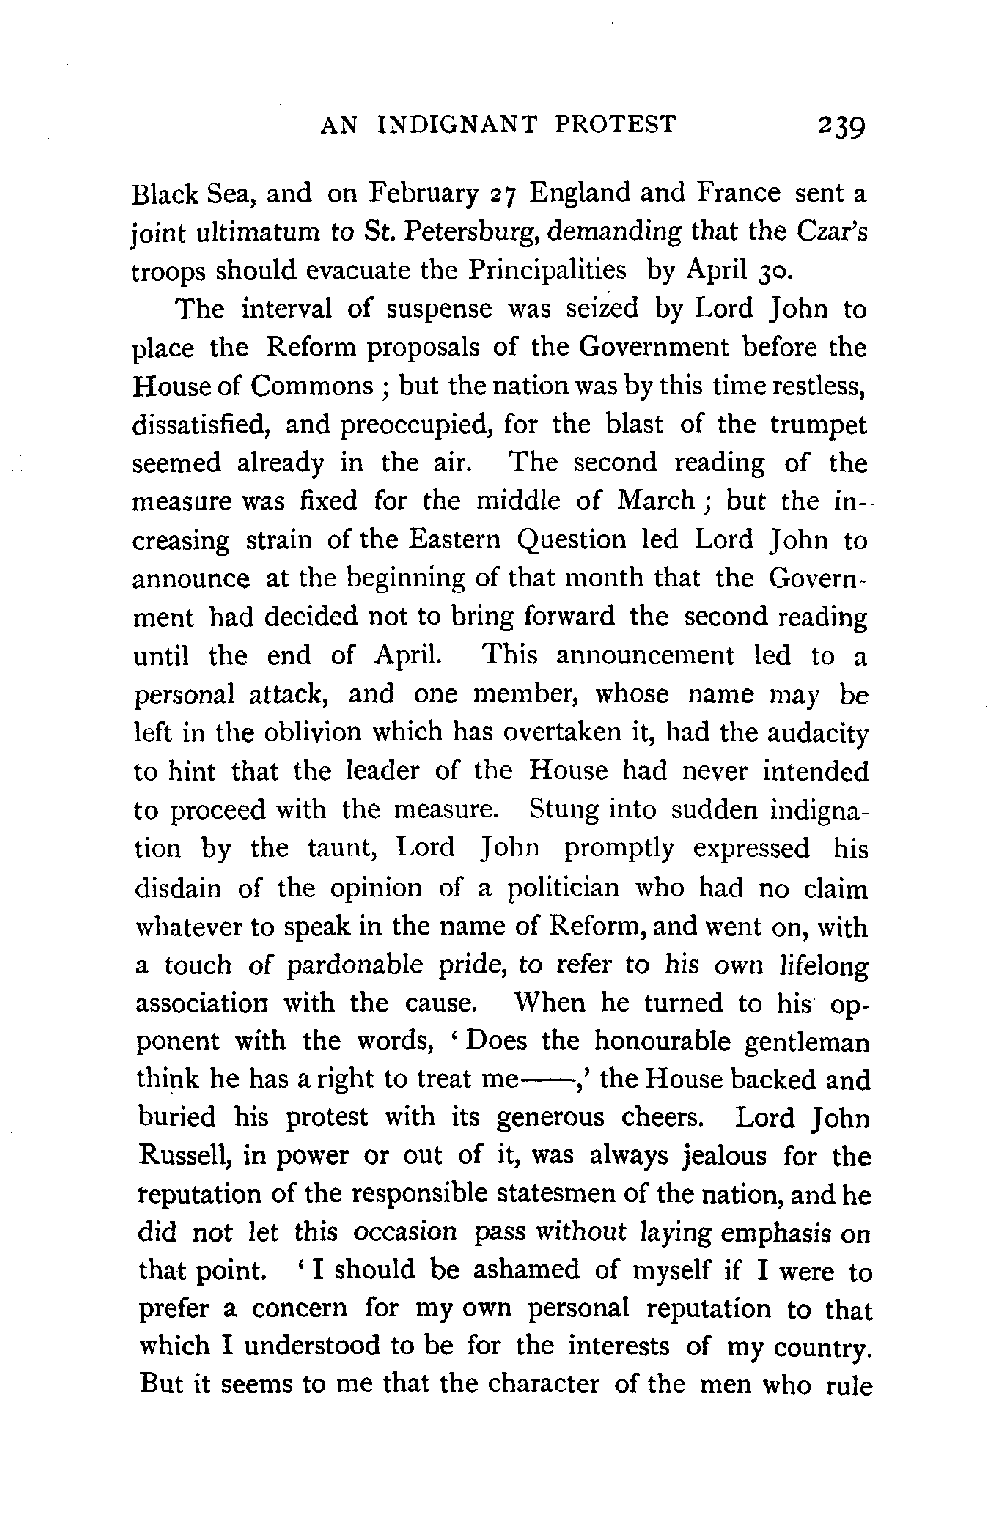 AN INDIGNANT PROTEST 239
Black Sea, and on February 27 England and France sent a
joint ultimatum to St. Petersburg, demanding that the Czar's
troops should evacuate the Principalities by April 30.
The interval of suspense was seized by Lord John to
place the Reform proposals of the Government before the
House of Commons ; but the nation was by this time restless,
dissatisfied, and preoccupied, for the blast of the trumpet
seemed already in the air. The second reading of the
measure was fixed for the middle of March ; but the in-
creasing strain of the Eastern Question led Lord John to
announce at the beginning of that month that the Govern-
ment had decided not to bring forward the second reading
until the end of April. This announcement led to a
personal attack, and one member, whose name may be
left in the oblivion which has overtaken it, had the audacity
to hint that the leader of the House had never intended
to proceed with the measure. Stung into sudden indigna-
tion by the taunt, Lord John promptly expressed his
disdain of the opinion of a politician who had no claim
whatever to speak in the name of Reform, and went on, with
a touch of pardonable pride, to refer to his own lifelong
association with the cause. When he turned to his op-
ponent with the words, ‘ Does the honourable gentleman
think he has a right to treat me——,’ the House backed and
buried his protest with its generous cheers. Lord John
Russell, in power or out of it, was always jealous for the
reputation of the responsible statesmen of the nation, and he
did not let this occasion pass without laying emphasis on
that point. ‘ I should be ashamed of myself if I were to
prefer a concern for my own personal reputation to that
which I understood to be for the interests of my country.
But it seems to me that the character of the men who rule